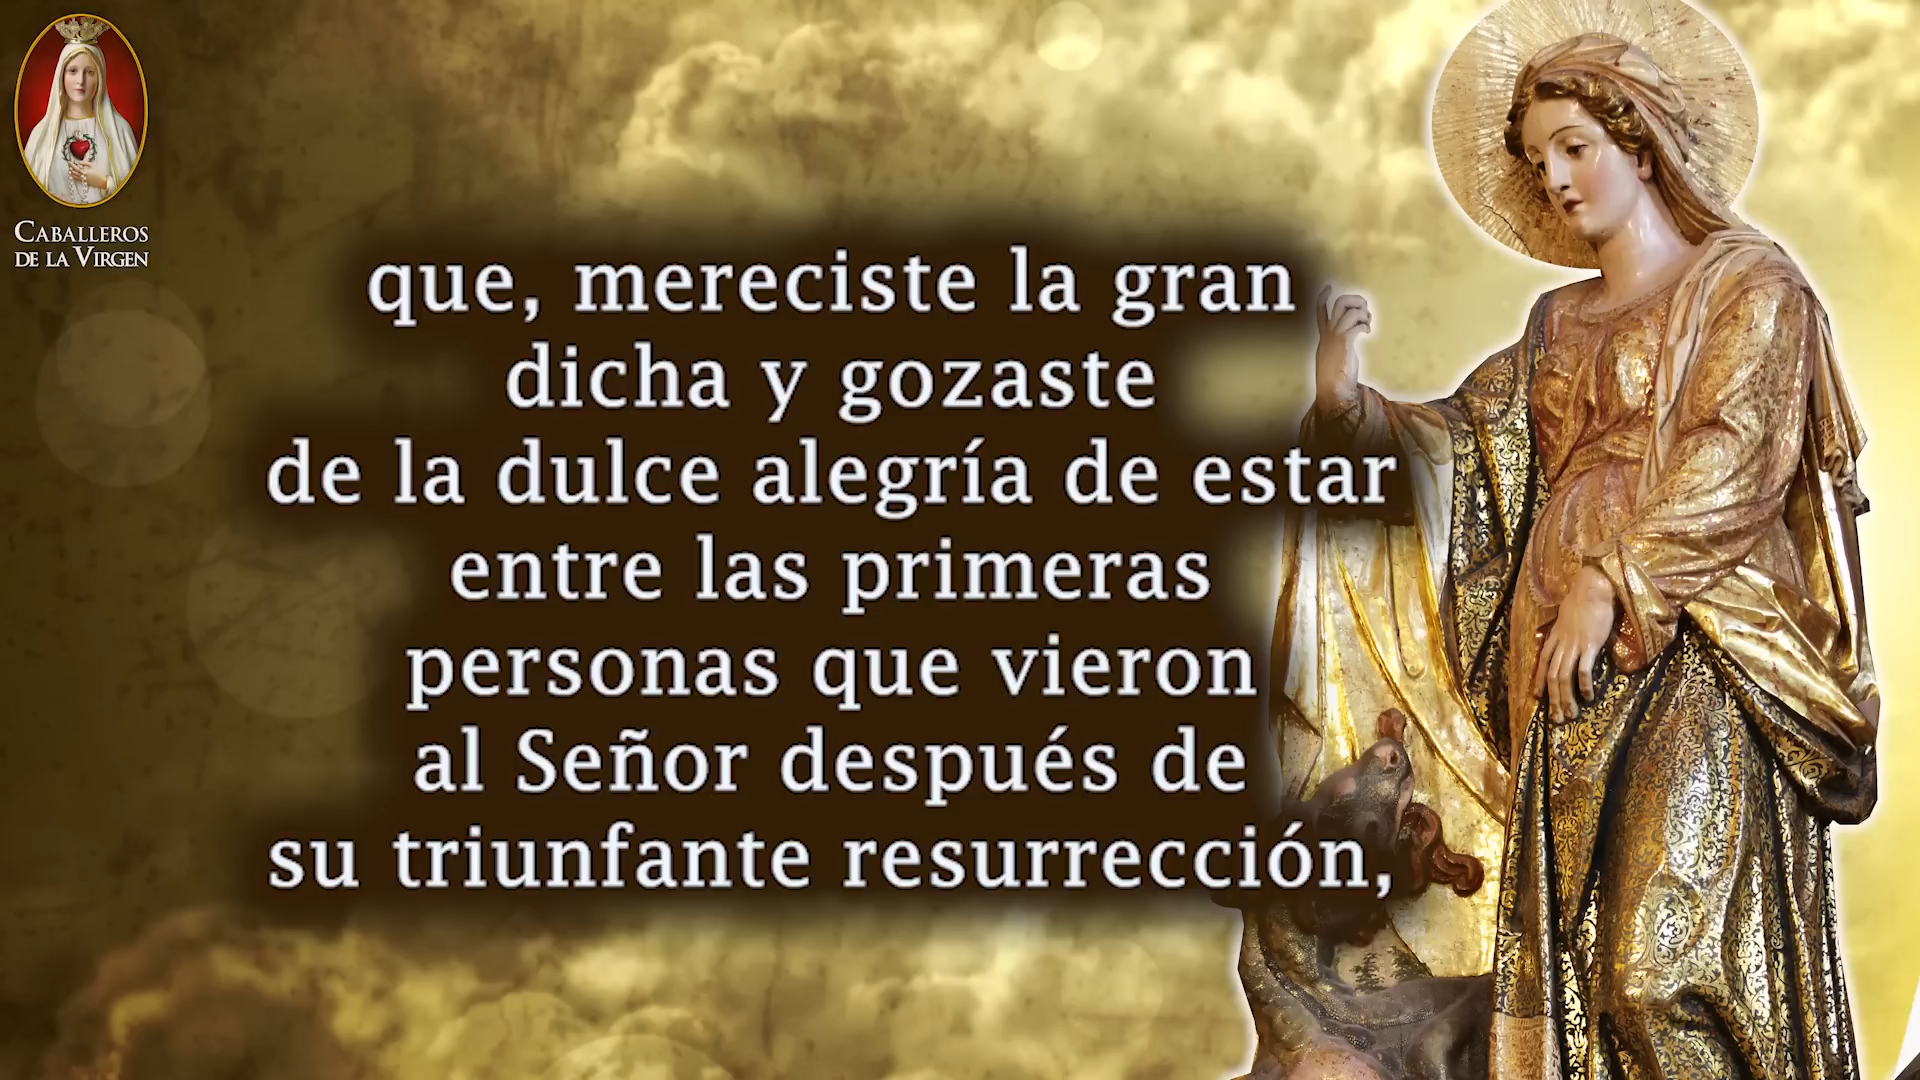 CABALLEROS
DE LA VIRGEN
que, mereciste la gran
dicha y gozaste
de la dulce alegría de estar
entre las primeras
personas que vieron
al Señor después de
su triunfante resurrección,